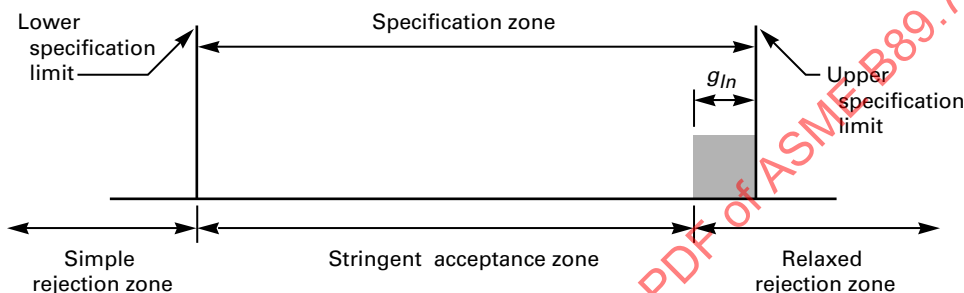 Lower
specification
limit
Specification zone
g_In
Upper
specification
limit
Simple
rejection zone
Stringent acceptance zone
Relaxed
rejection zone
PDF of ASME B89.7